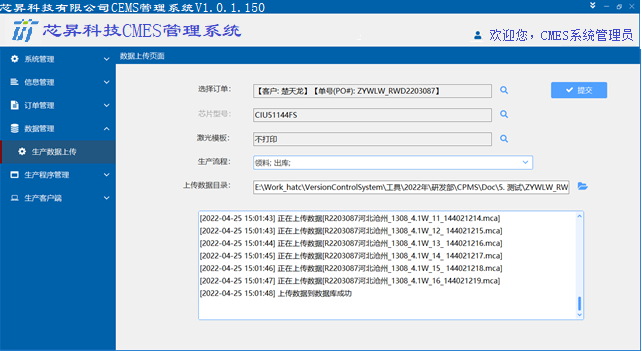 芯昇科技有限公司CEMS管理系统V1.0.1.150
芯昇科技CMES管理系统
欢迎您，CMES系统管理员
系统管理
信息管理
订单管理
数据管理
生产数据上传
生产程序管理
生产客户端
数据上传页面
选择订单：
【客户: 楚天龙】【单号(PO#): ZYWLW_RWD2203087】
提交
芯片型号：
CIU51144FS
激光模板：
不打印
生产流程：
领料; 出库;
上传数据目录：
E:\Work_hatc\VersionControlSystem\工具\2022年\研发部\CPMS\Doc\5. 测试\ZYWLW_RW
[2022-04-25 15:01:43] 正在上传数据[R2203087河北沧州_1308_4.1W_11_144021214.mca]
[2022-04-25 15:01:43] 正在上传数据[R2203087河北沧州_1308_4.1W_12_ 144021215.mca]
[2022-04-25 15:01:44] 正在上传数据[R2203087河北沧州_1308_4.1W_13_ 144021216.mca]
[2022-04-25 15:01:45] 正在上传数据[R2203087河北沧州_1308_4.1W_14_ 144021217.mca]
[2022-04-25 15:01:46] 正在上传数据[R2203087河北沧州_1308_4.1W_15_ 144021218.mca]
[2022-04-25 15:01:47] 正在上传数据[R2203087河北沧州_1308_4.1W_16_144021219.mca]
[2022-04-25 15:01:48] 上传数据到数据库成功